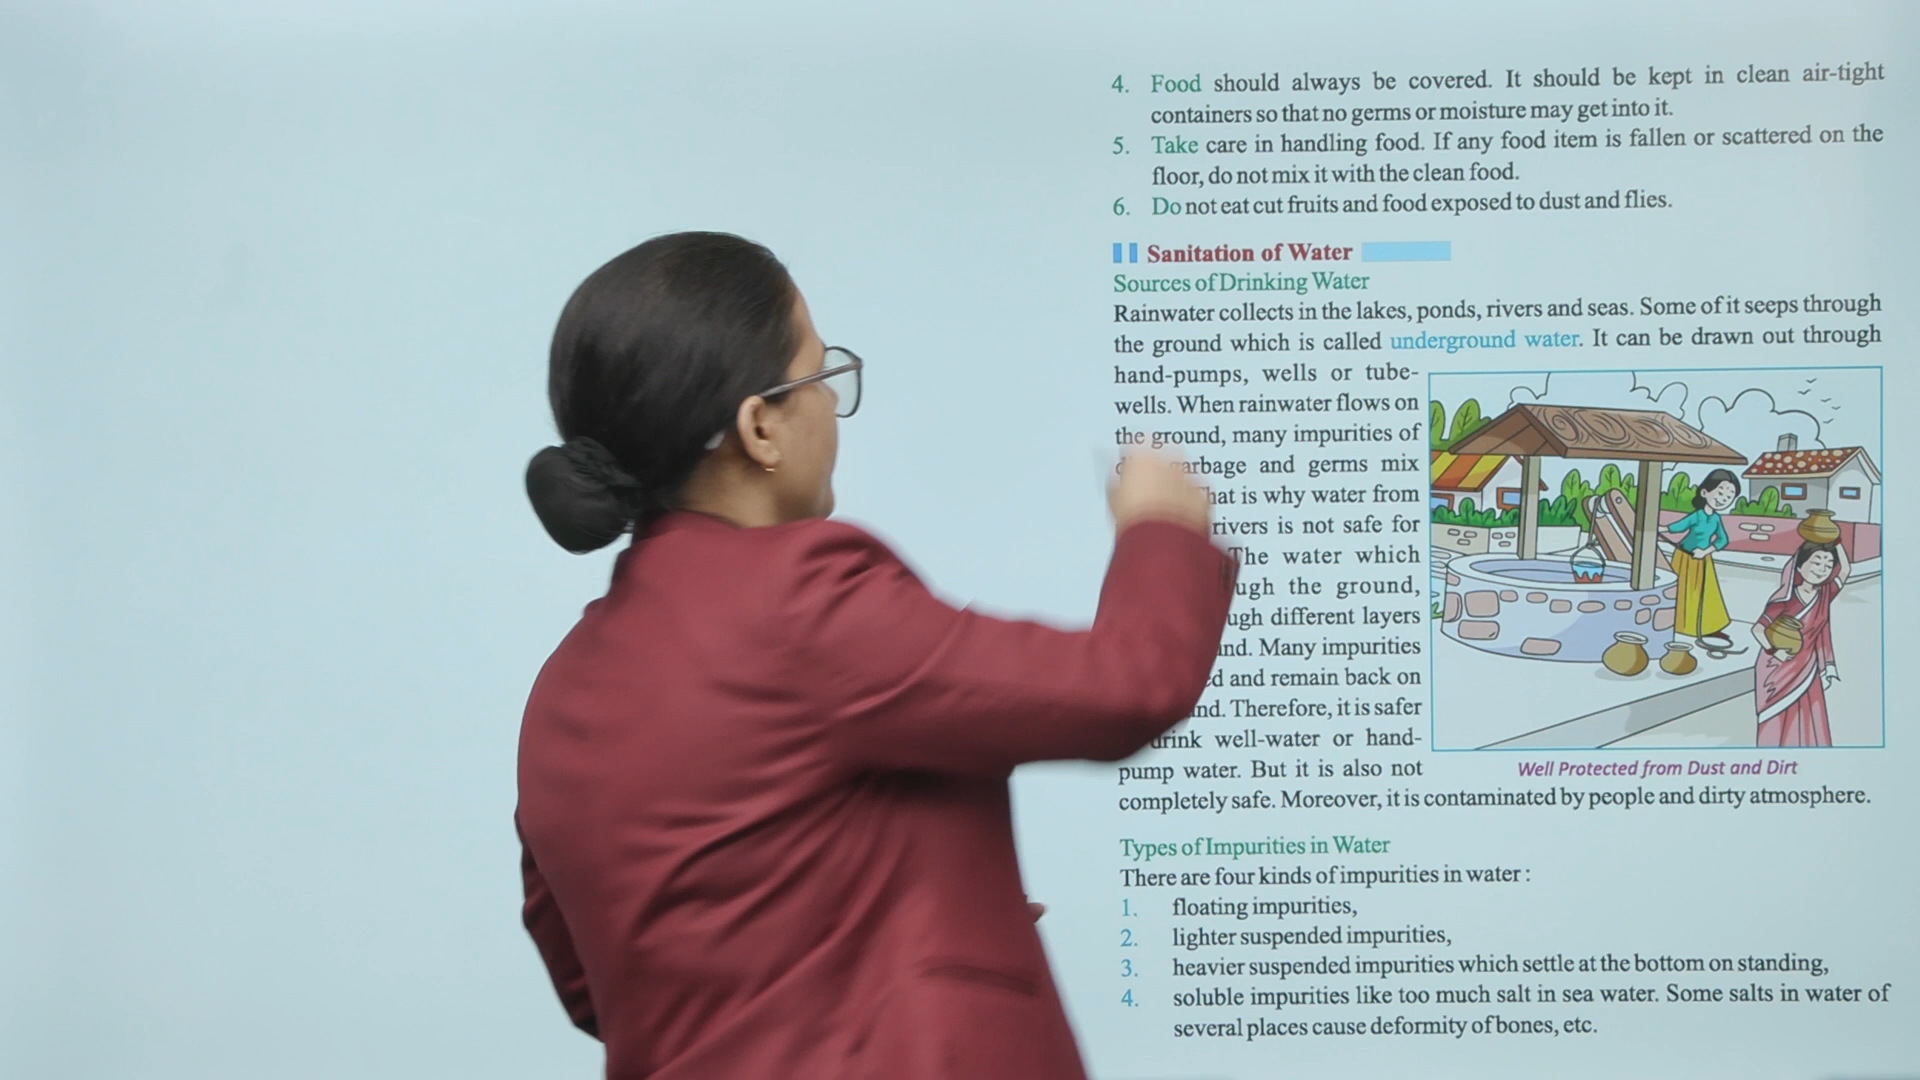 4. Food should always be covered. It should be kept in clean air-tight
containers so that no germs or moisture may get into it.
5. Take care in handling food. If any food item is fallen or scattered on the
floor, do not mix it with the clean food.
6. Do not eat cut fruits and food exposed to dust and flies.
Sanitation of Water
Sources of Drinking Water
Rainwater collects in the lakes, ponds, rivers and seas. Some of it seeps through
the ground which is called underground water. It can be drawn out through
hand-pumps, wells or tube-
wells. When rainwater flows on
the ground, many impurities of
and germs mix
is why water from
rivers is not safe for
The water which
the ground,
different layers
Many impurities
and remain back on
Therefore, it is safer
drink well-water or hand-
pump water. But it is also not
completely safe. Moreover, it is contaminated by people and dirty atmosphere.
Well Protected from Dust and Dirt
Types of Impurities in Water
There are four kinds of impurities in water :
1. floating impurities,
2. lighter suspended impurities,
3. heavier suspended impurities which settle at the bottom on standing,
4. soluble impurities like too much salt in sea water. Some salts in water of
several places cause deformity of bones, etc.